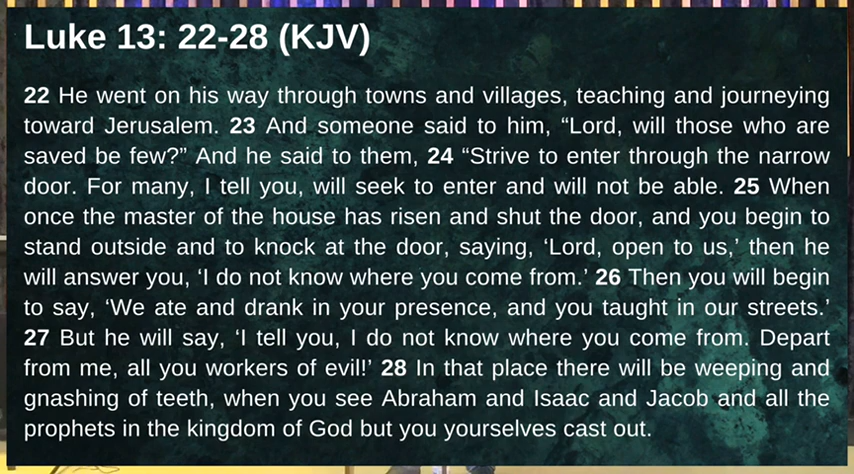 Luke 13: 22-28 (KJV)
22 He went on his way through towns and villages, teaching and journeying
toward Jerusalem. 23 And someone said to him, “Lord, will those who are
saved be few?” And he said to them, 24 “Strive to enter through the narrow
door. For many, I tell you, will seek to enter and will not be able. 25 When
once the master of the house has risen and shut the door, and you begin to
stand outside and to knock at the door, saying, ‘Lord, open to us,’ then he
will answer you, ‘I do not know where you come from.’ 26 Then you will begin
to say, ‘We ate and drank in your presence, and you taught in our streets.’
27 But he will say, ‘I tell you, I do not know where you come from. Depart
from me, all you workers of evil!’ 28 In that place there will be weeping and
gnashing of teeth, when you see Abraham and Isaac and Jacob and all the
prophets in the kingdom of God but you yourselves cast out.